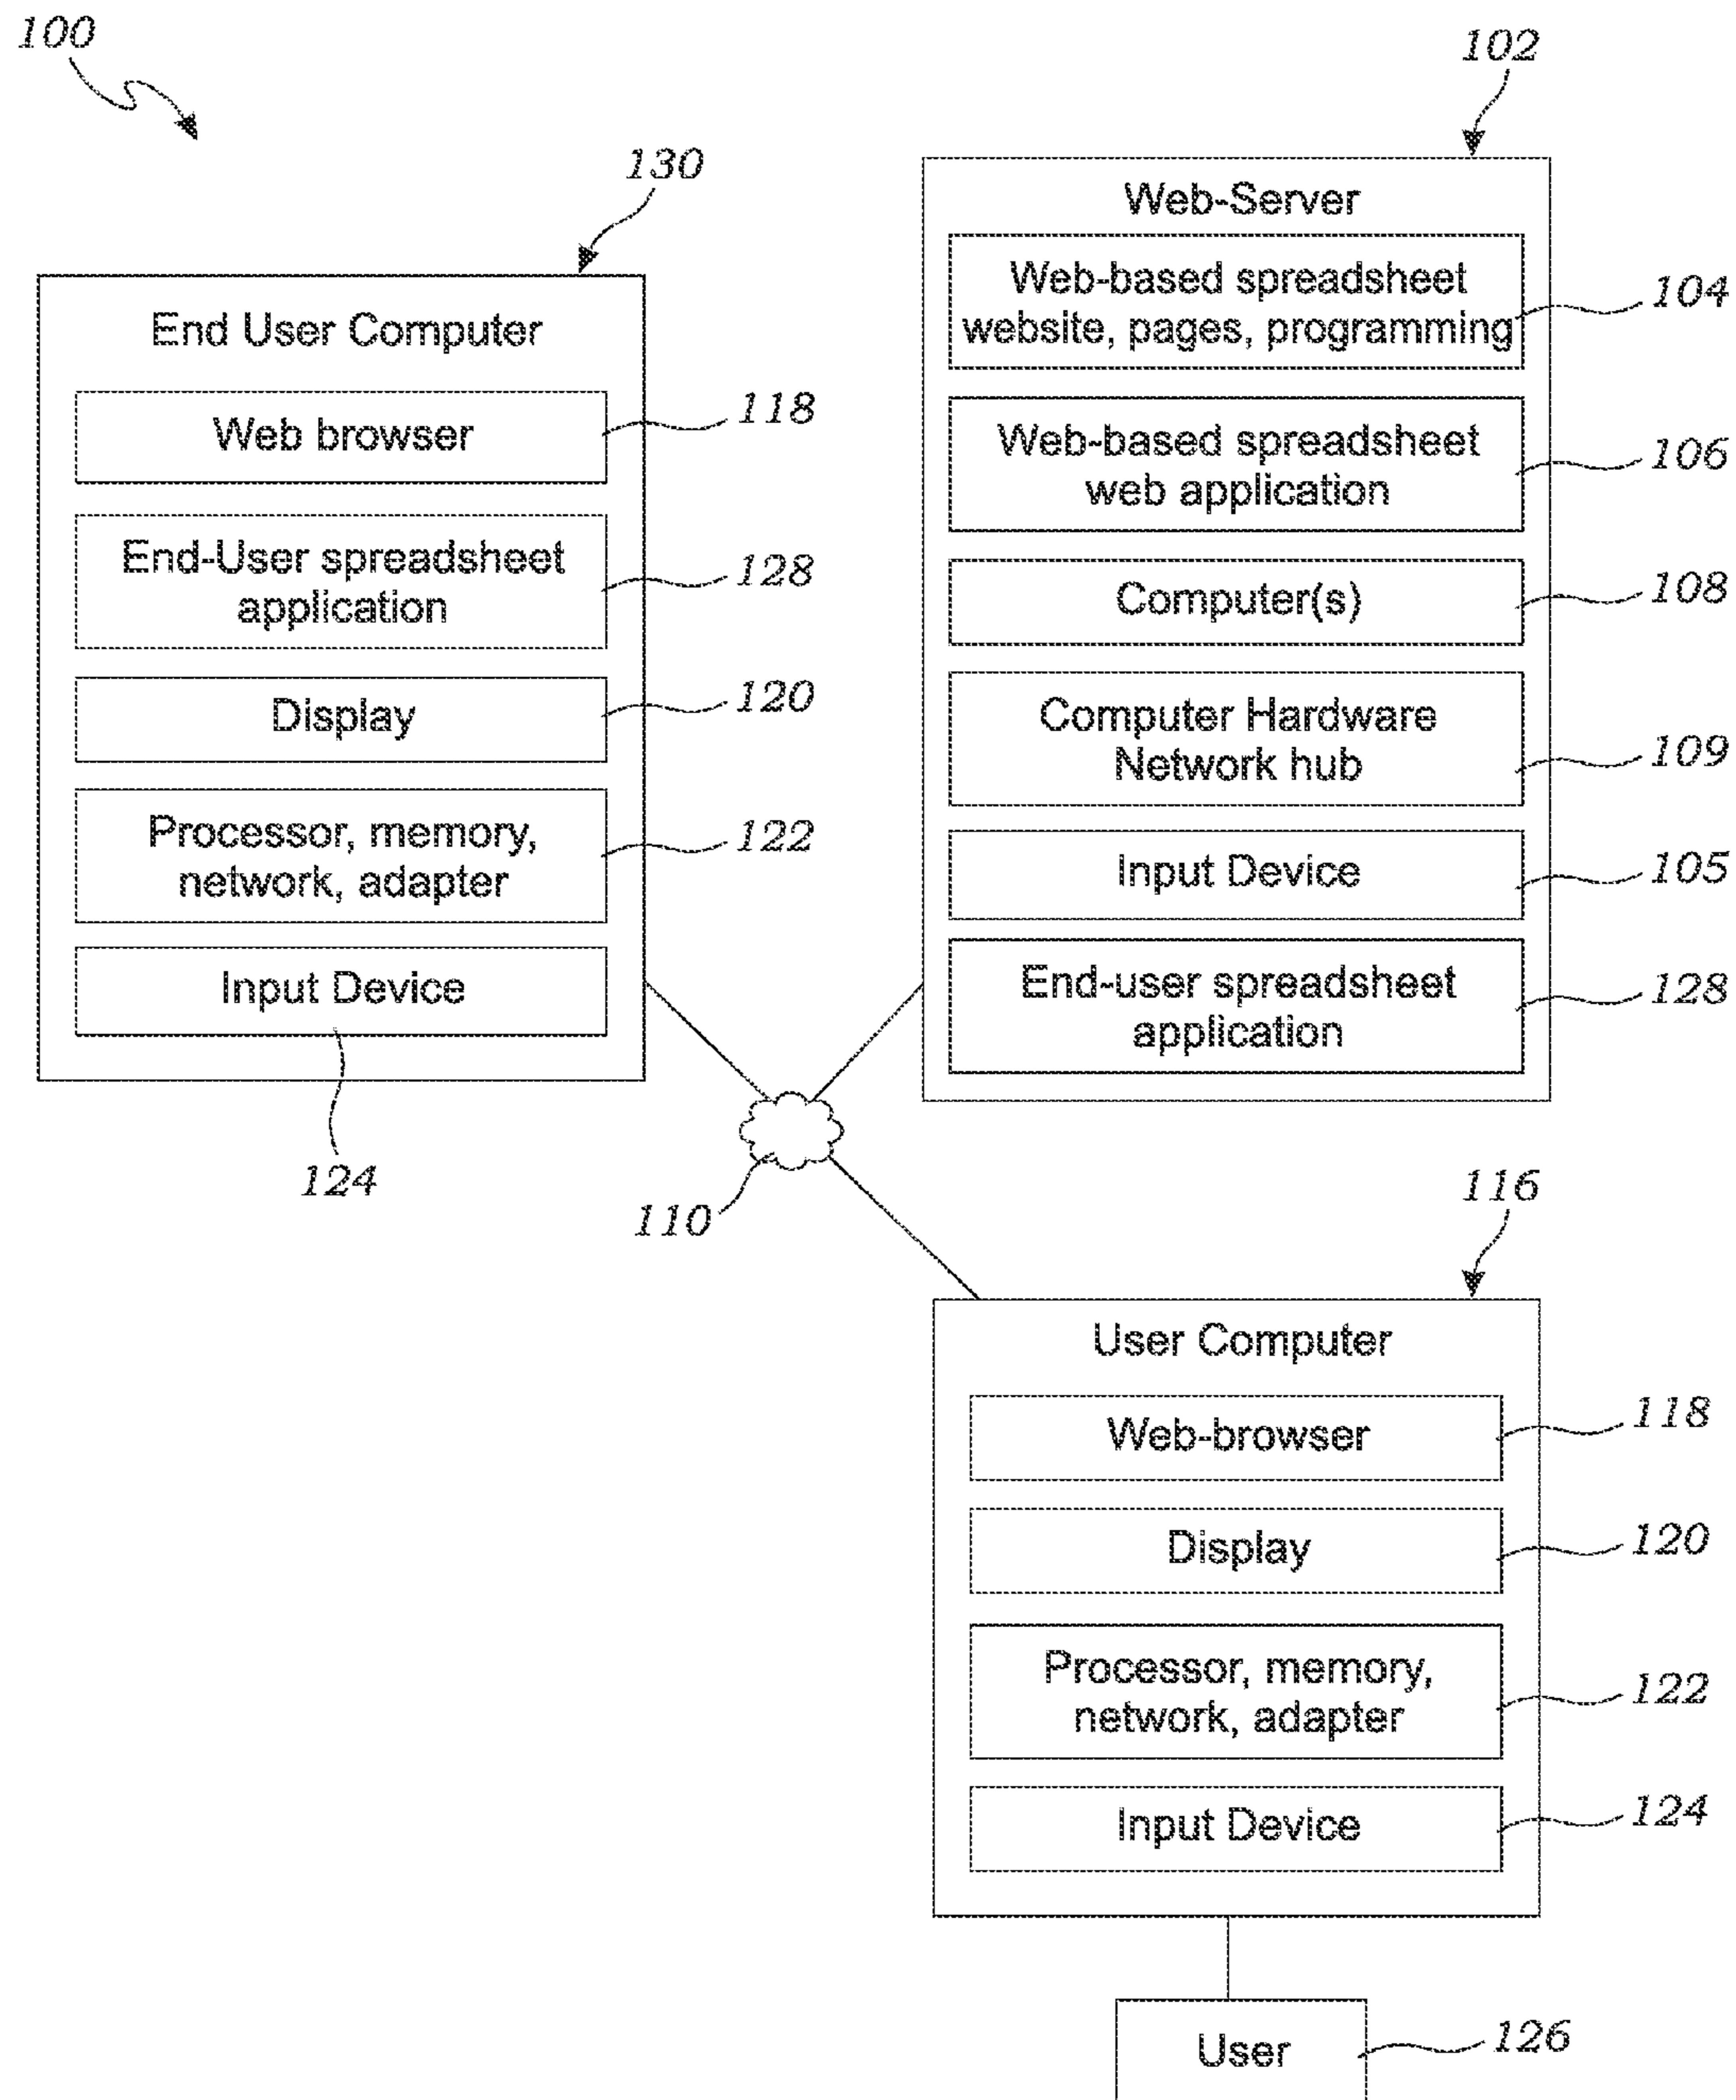 100
130
End User Computer
Web browser
118
End-User spreadsheet
application
128
Display
120
Processor, memory,
network, adapter
122
Input Device
124
102
Web-Server
Web-based spreadsheet
website, pages, programming
104
Web-based spreadsheet
web application
106
Computer(s)
108
Computer Hardware
Network hub
109
Input Device
105
End-user spreadsheet
application
128
110
116
User Computer
Web-browser
118
Display
120
Processor, memory,
network, adapter
122
Input Device
124
User
126